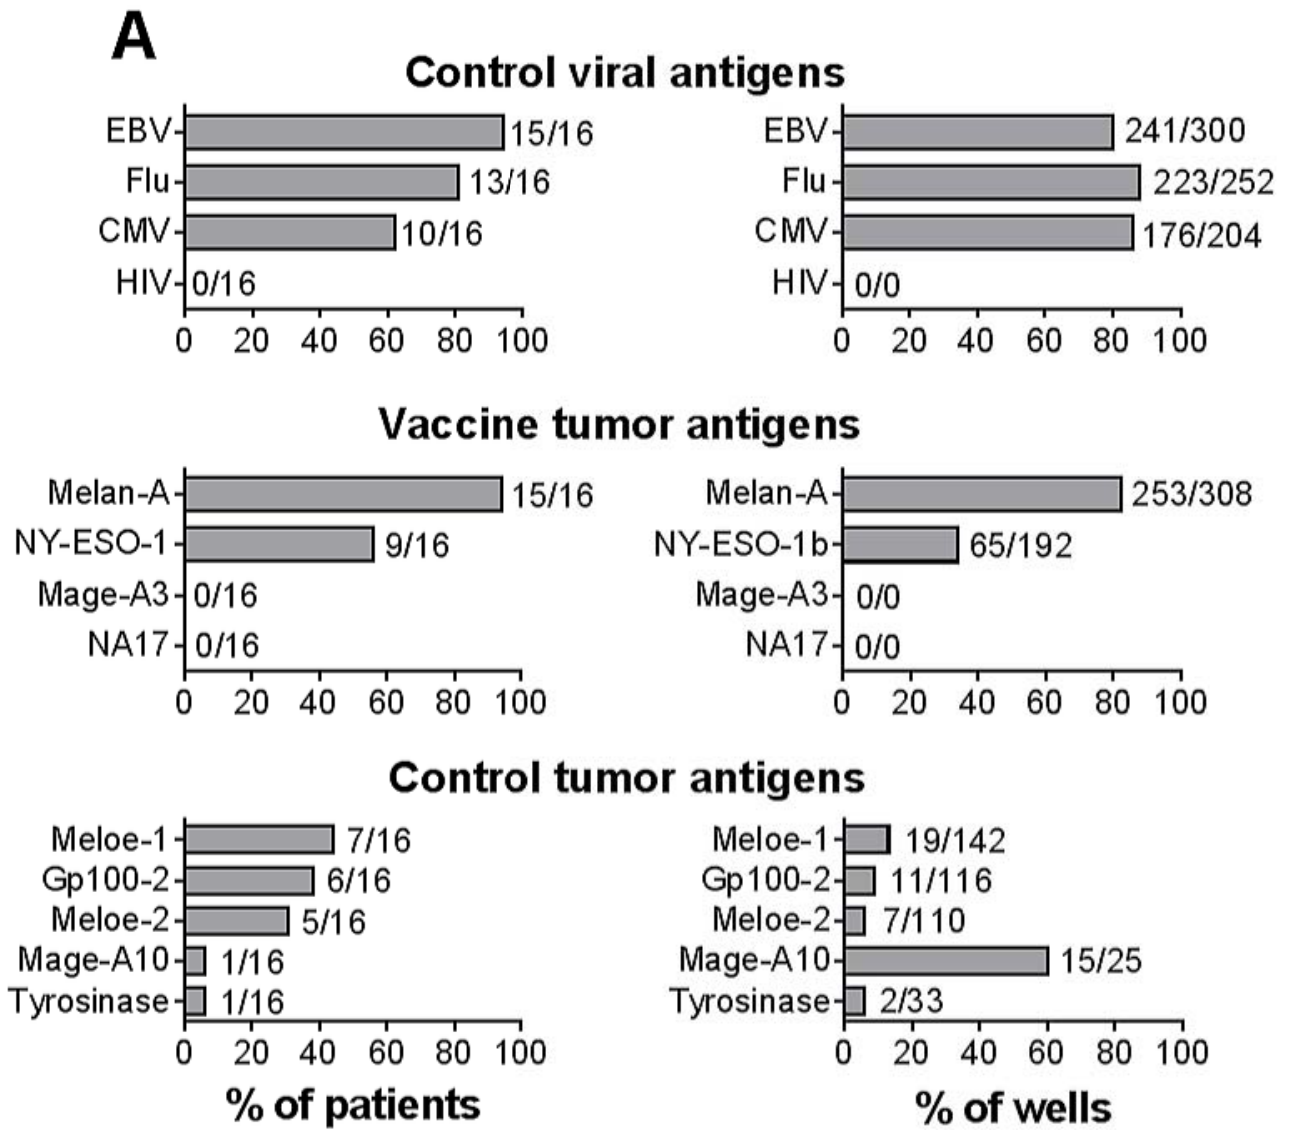 A
Control viral antigens
EBV 15/16
Flu 13/16
CMV 10/16
HIV 0/16
0 20 40 60 80 100
EBV 241/300
Flu 223/252
CMV 176/204
HIV 0/0
0 20 40 60 80 100
Vaccine tumor antigens
Melan-A 15/16
NY-ESO-1 9/16
Mage-A3 0/16
NA17 0/16
0 20 40 60 80 100
Melan-A 253/308
NY-ESO-1b 65/192
Mage-A3 0/0
NA17 0/0
0 20 40 60 80 100
Control tumor antigens
Meloe-1 7/16
Gp100-2 6/16
Meloe-2 5/16
Mage-A10 1/16
Tyrosinase 1/16
0 20 40 60 80 100
% of patients
Meloe-1 19/142
Gp100-2 11/116
Meloe-2 7/110
Mage-A10 15/25
Tyrosinase 2/33
0 20 40 60 80 100
% of wells